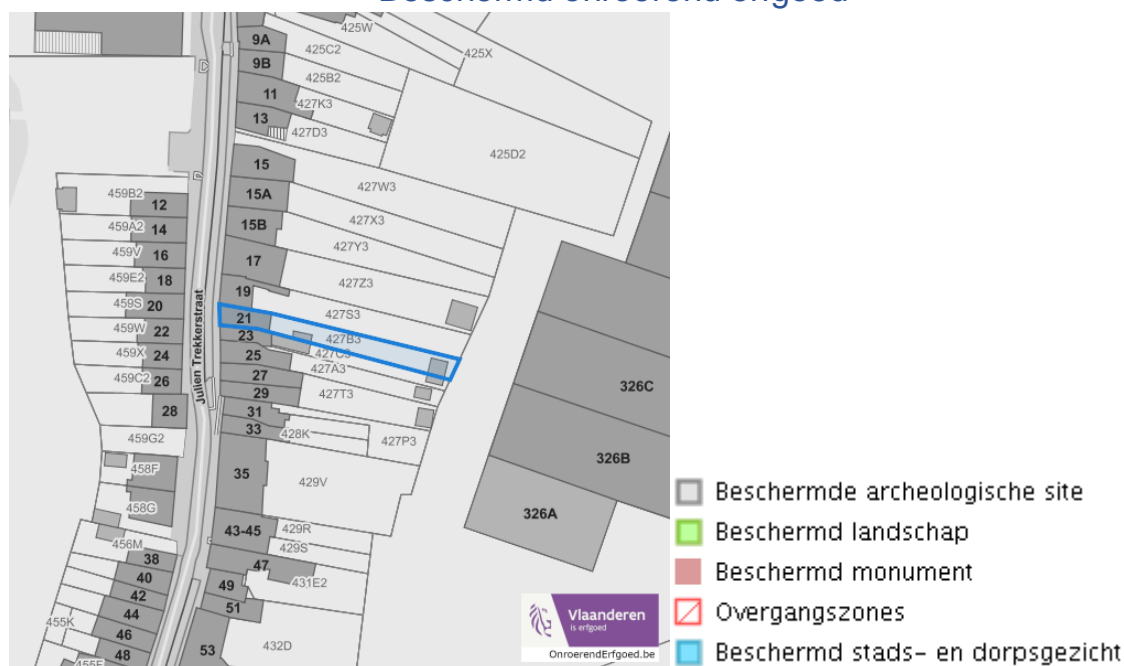 Beschermd onroerend erfgoed
425W
9A
425C2
425X
9B
425B2
11
427K3
13
427D3
425D2
15
427W3
459B2
12
15A
427X3
459A2
14
15B
427Y3
459V
16
17
459E2
18
427Z3
19
459S
20
427S3
21
459W
22
23
427B3
427C3
459X
24
25
427A3
459C2
26
27
427T3
29
28
31
33
428K
427P3
459G2
458F
35
429V
458G
326C
326B
326A
43-45
429R
429S
456M
38
47
431E2
40
49
42
51
44
455K
46
53
432D
48
455F
Julien Trekkerstraat
Vlaanderen
is erfgoed
OnroerendErfgoed.be
Beschermde archeologische site
Beschermd landschap
Beschermd monument
Overgangszones
Beschermd stads- en dorpsgezicht